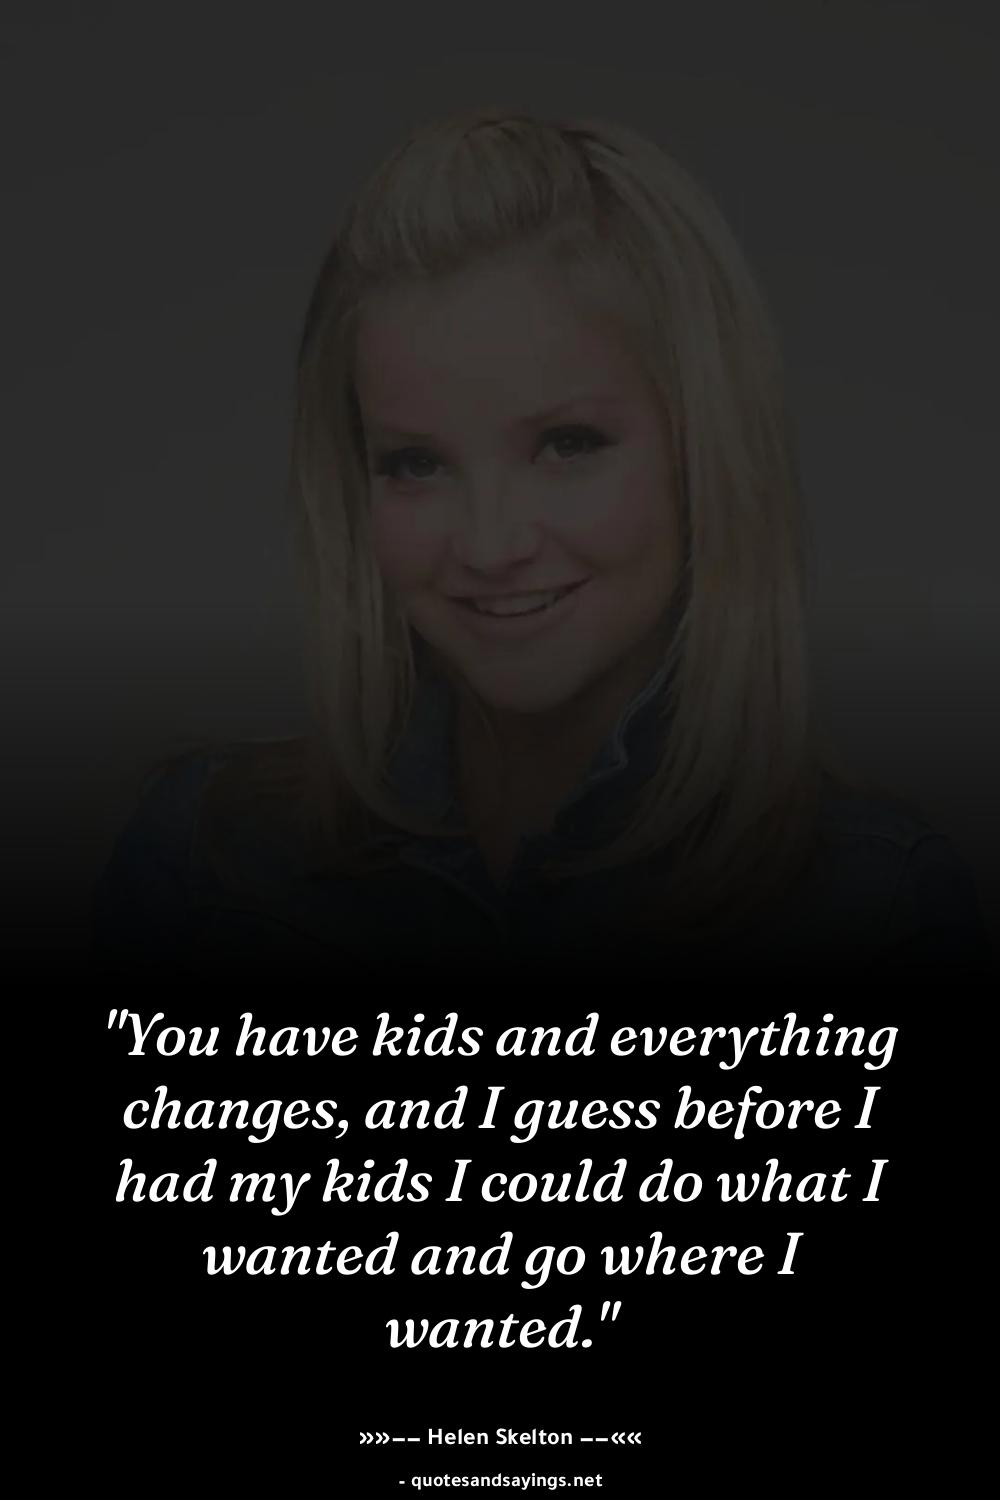 "You have kids and everything
changes, and I guess before I
had my kids I could do what I
wanted and go where I
wanted."
»»—— Helen Skelton ——««
- quotesandsayings.net